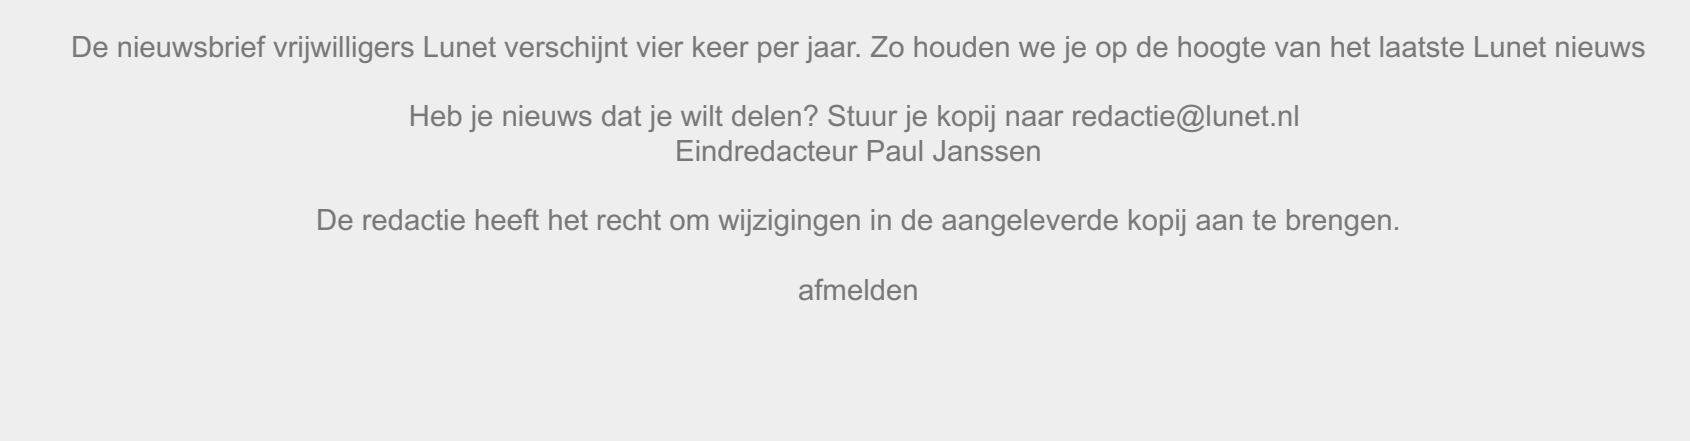 De nieuwsbrief vrijwilligers Lunet verschijnt vier keer per jaar. Zo houden we je op de hoogte van het laatste Lunet nieuws
Heb je nieuws dat je wilt delen? Stuur je kopij naar redactie@lunet.nl
Eindredacteur Paul Janssen
De redactie heeft het recht om wijzigingen in de aangeleverde kopij aan te brengen.
afmelden